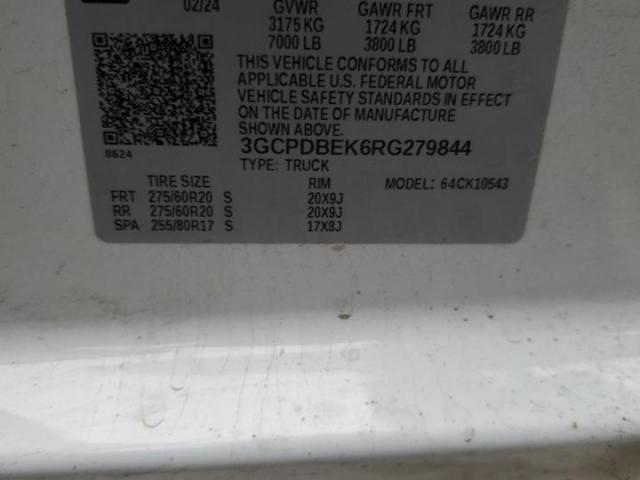 02/24 GVWR GAWR FRT GAWR RR
3175 KG 1724 KG 1724 KG
7000 LB 3800 LB 3800 LB
THIS VEHICLE CONFORMS TO ALL
APPLICABLE U.S. FEDERAL MOTOR
VEHICLE SAFETY STANDARDS IN EFFECT
ON THE DATE OF MANUFACTURE
SHOWN ABOVE.
8624
3GCPDBEK6RG279844
TYPE: TRUCK
TIRE SIZE RIM MODEL: 64CK10543
FRT 275/60R20 S 20X9J
RR 275/60R20 S 20X9J
SPA 255/80R17 S 17X8J